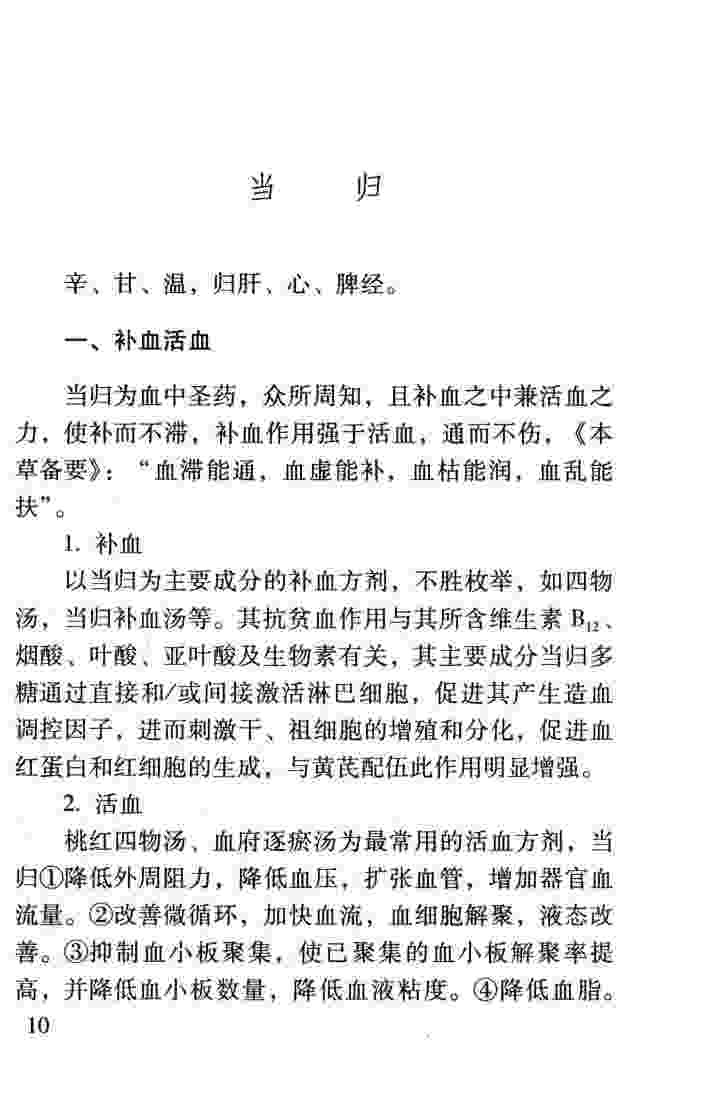 当 归
辛、甘、温，归肝、心、脾经。
一、补血活血
当归为血中圣药，众所周知，且补血之中兼活血之
力，使补而不滞，补血作用强于活血，通而不伤，《本
草备要》：“血滞能通，血虚能补，血枯能润，血乱能
扶”。
1. 补血
以当归为主要成分的补血方剂，不胜枚举，如四物
汤，当归补血汤等。其抗贫血作用与其所含维生素 B₁₂、
烟酸、叶酸、亚叶酸及生物素有关，其主要成分当归多
糖通过直接和/或间接激活淋巴细胞，促进其产生造血
调控因子，进而刺激干、祖细胞的增殖和分化，促进血
红蛋白和红细胞的生成，与黄芪配伍此作用明显增强。
2. 活血
桃红四物汤、血府逐瘀汤为最常用的活血方剂，当
归①降低外周阻力，降低血压，扩张血管，增加器官血
流量。②改善微循环，加快血流，血细胞解聚，液态改
善。③抑制血小板聚集，使已聚集的血小板解聚率提
高，并降低血小板数量，降低血液粘度。④降低血脂。
10